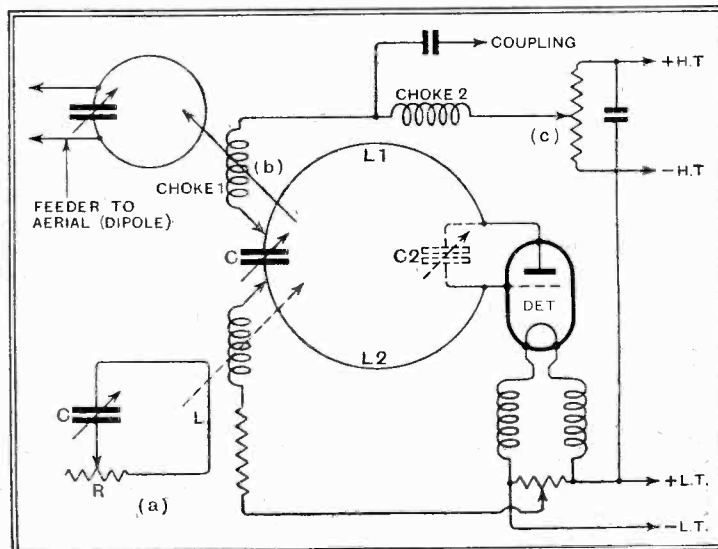 COUPLING
+H.T.
CHOKE 2
(c)
(b)
L1
-H.T
CHOKE 1
FEEDER TO
AERIAL (DIPOLE)
C
C2
DET
L2
C
L
R
(a)
+L.T.
-L.T.